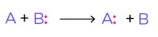 A + B: ⟶ A: + B